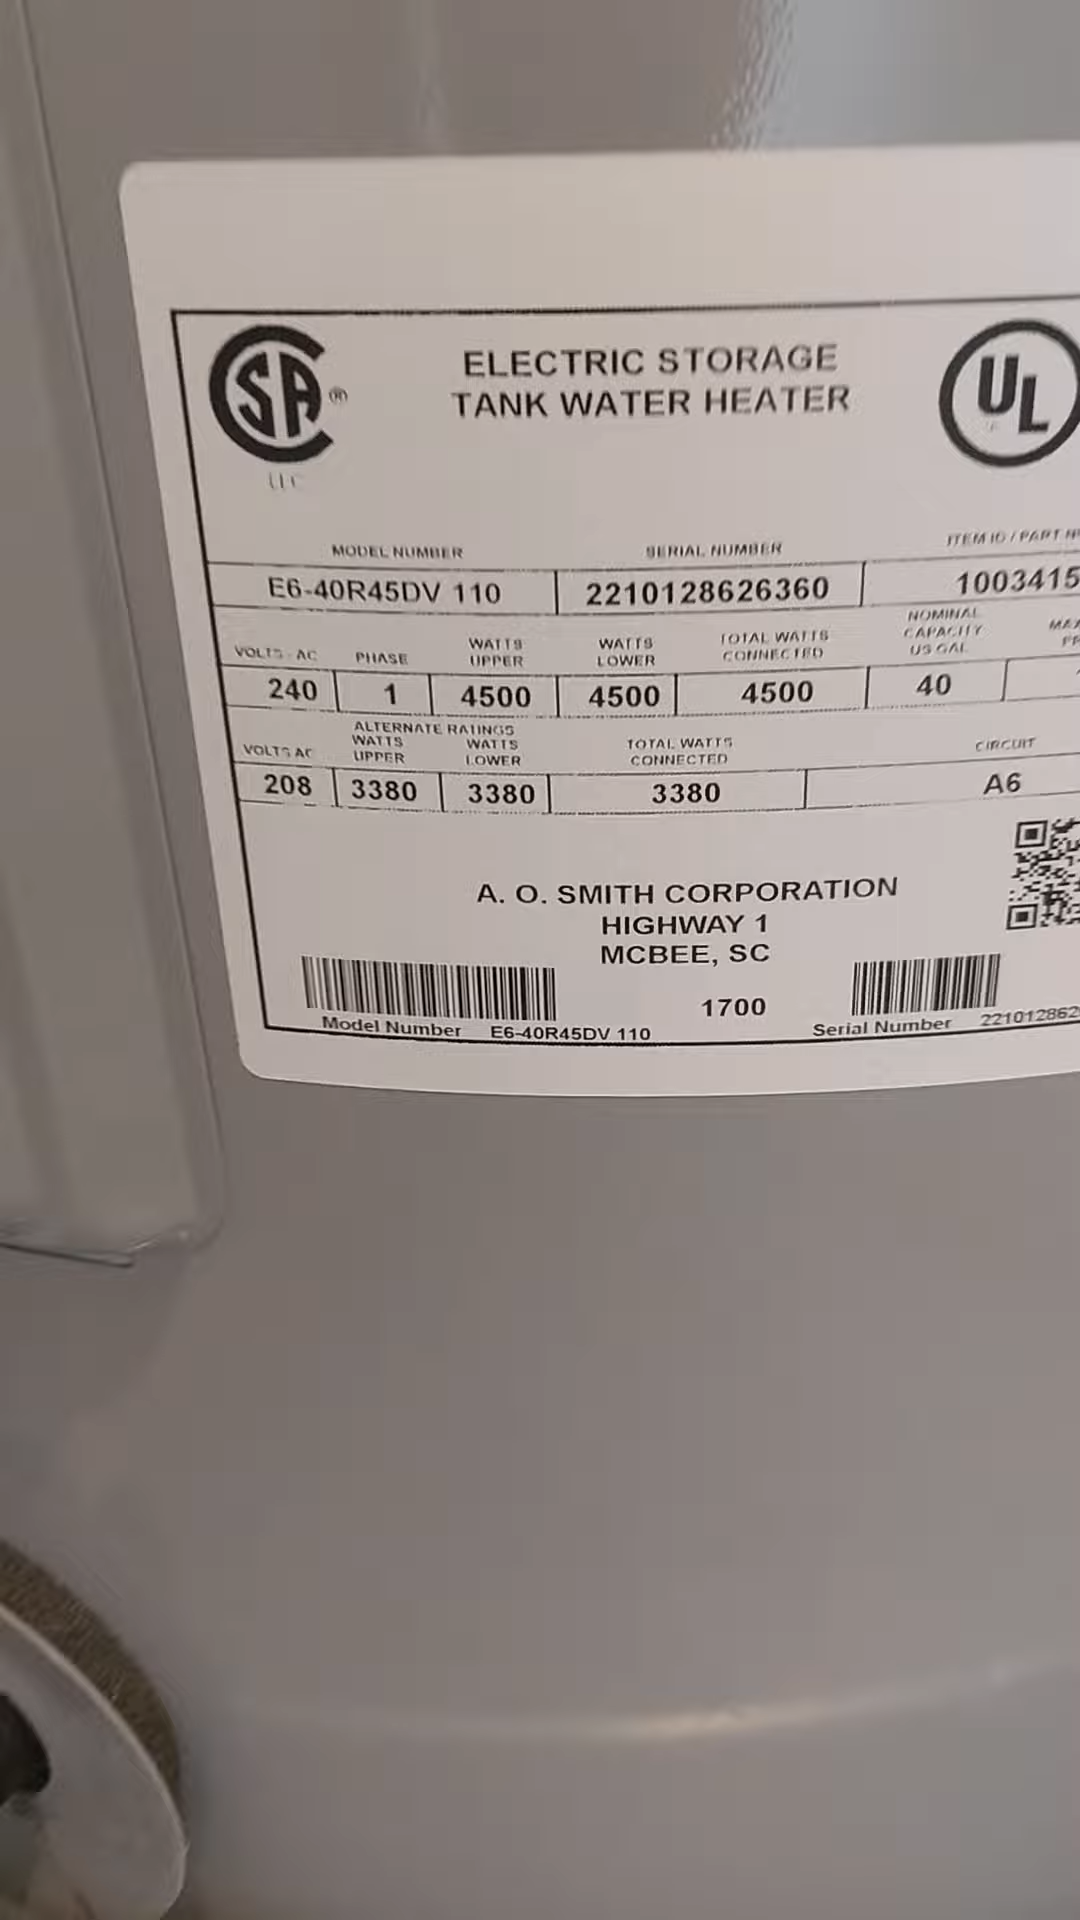 SA ®
UL
ELECTRIC STORAGE
TANK WATER HEATER
MODEL NUMBER SERIAL NUMBER ITEM ID / PART
E6-40R45DV 110 2210128626360 1003415
VOLTS - AC PHASE WATTS UPPER WATTS LOWER TOTAL WATTS CONNECTED NOMINAL CAPACITY US GAL
240 1 4500 4500 4500 40
ALTERNATE RATINGS
VOLTS AC WATTS UPPER WATTS LOWER TOTAL WATTS CONNECTED CIRCUIT
208 3380 3380 3380 A6
A. O. SMITH CORPORATION
HIGHWAY 1
MCBEE, SC
1700
Model Number E6-40R45DV 110 Serial Number 221012862